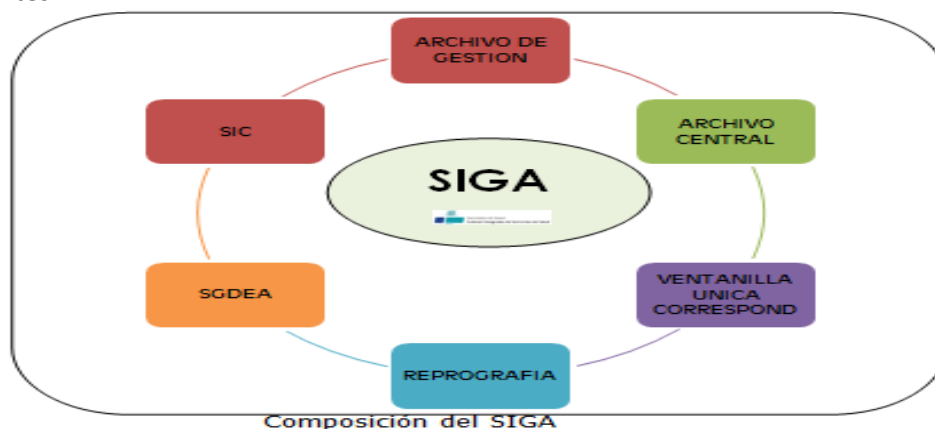 ARCHIVO DE
GESTION
SIC
ARCHIVO
CENTRAL
SIGA
SGDEA
VENTANILLA
UNICA
CORRESPOND
REPROGRAFIA
Composición del SIGA